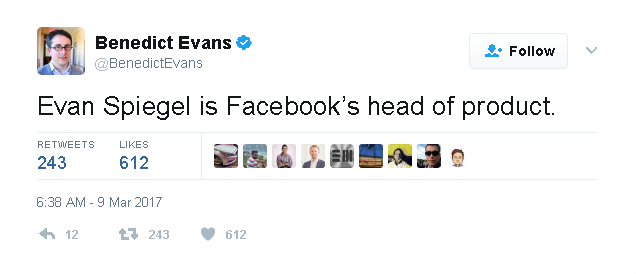 Benedict Evans
@BenedictEvans
Follow
Evan Spiegel is Facebook’s head of product.
RETWEETS LIKES
243 612
6:38 AM - 9 Mar 2017
12 243 612